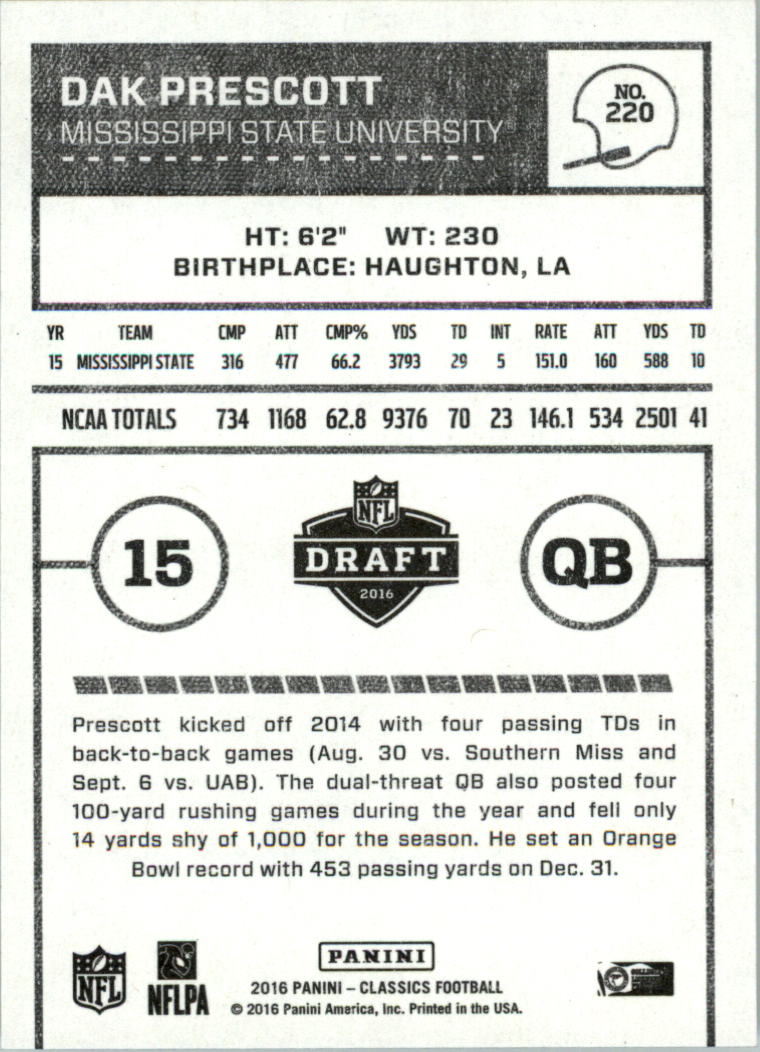 DAK PRESCOTT
MISSISSIPPI STATE UNIVERSITY
NO.
220
HT: 6'2" WT: 230
BIRTHPLACE: HAUGHTON, LA
YR TEAM CMP ATT CMP% YDS TD INT RATE ATT YDS TD
15 MISSISSIPPI STATE 316 477 66.2 3793 29 5 151.0 160 588 10
NCAA TOTALS 734 1168 62.8 9376 70 23 146.1 534 2501 41
15
NFL
DRAFT
2016
QB
Prescott kicked off 2014 with four passing TDs in
back-to-back games (Aug. 30 vs. Southern Miss and
Sept. 6 vs. UAB). The dual-threat QB also posted four
100-yard rushing games during the year and fell only
14 yards shy of 1,000 for the season. He set an Orange
Bowl record with 453 passing yards on Dec. 31.
NFL
NFLPA
PANINI
2016 PANINI – CLASSICS FOOTBALL
© 2016 Panini America, Inc. Printed in the USA.